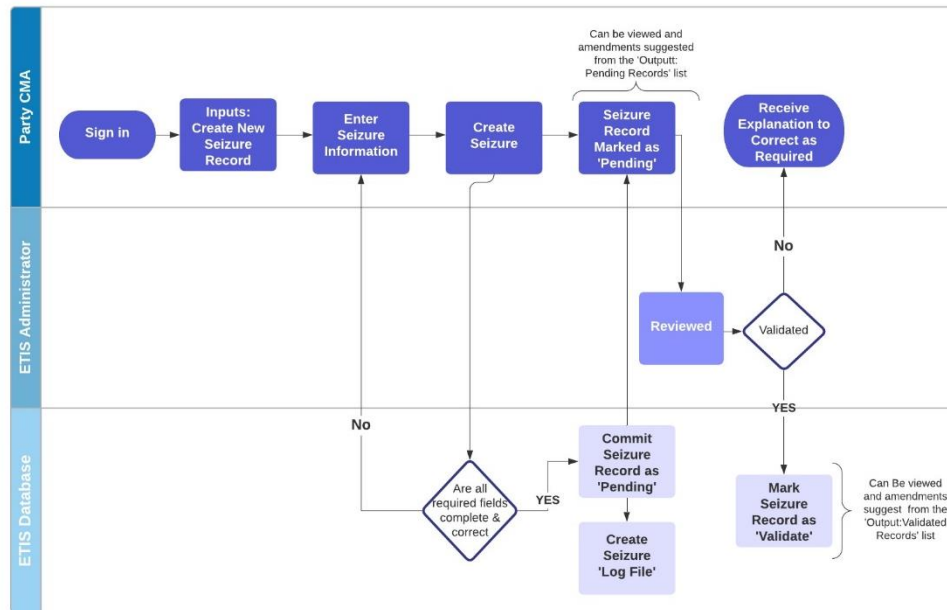 Party CMA
Can be viewed and
amendments suggested
from the 'Outputt:
Pending Records' list
Sign in
Inputs:
Create New
Seizure
Record
Enter
Seizure
Information
Create
Seizure
Seizure
Record
Marked as
'Pending'
Receive
Explanation to
Correct as
Required
ETIS Administrator
No
Reviewed
Validated
YES
ETIS Database
No
Are all
required fields
complete &
correct
YES
Commit
Seizure
Record as
'Pending'
Create
Seizure
'Log File'
Mark
Seizure
Record as
'Validate'
Can Be viewed
and amendments
suggest from the
'Output:Validated
Records' list